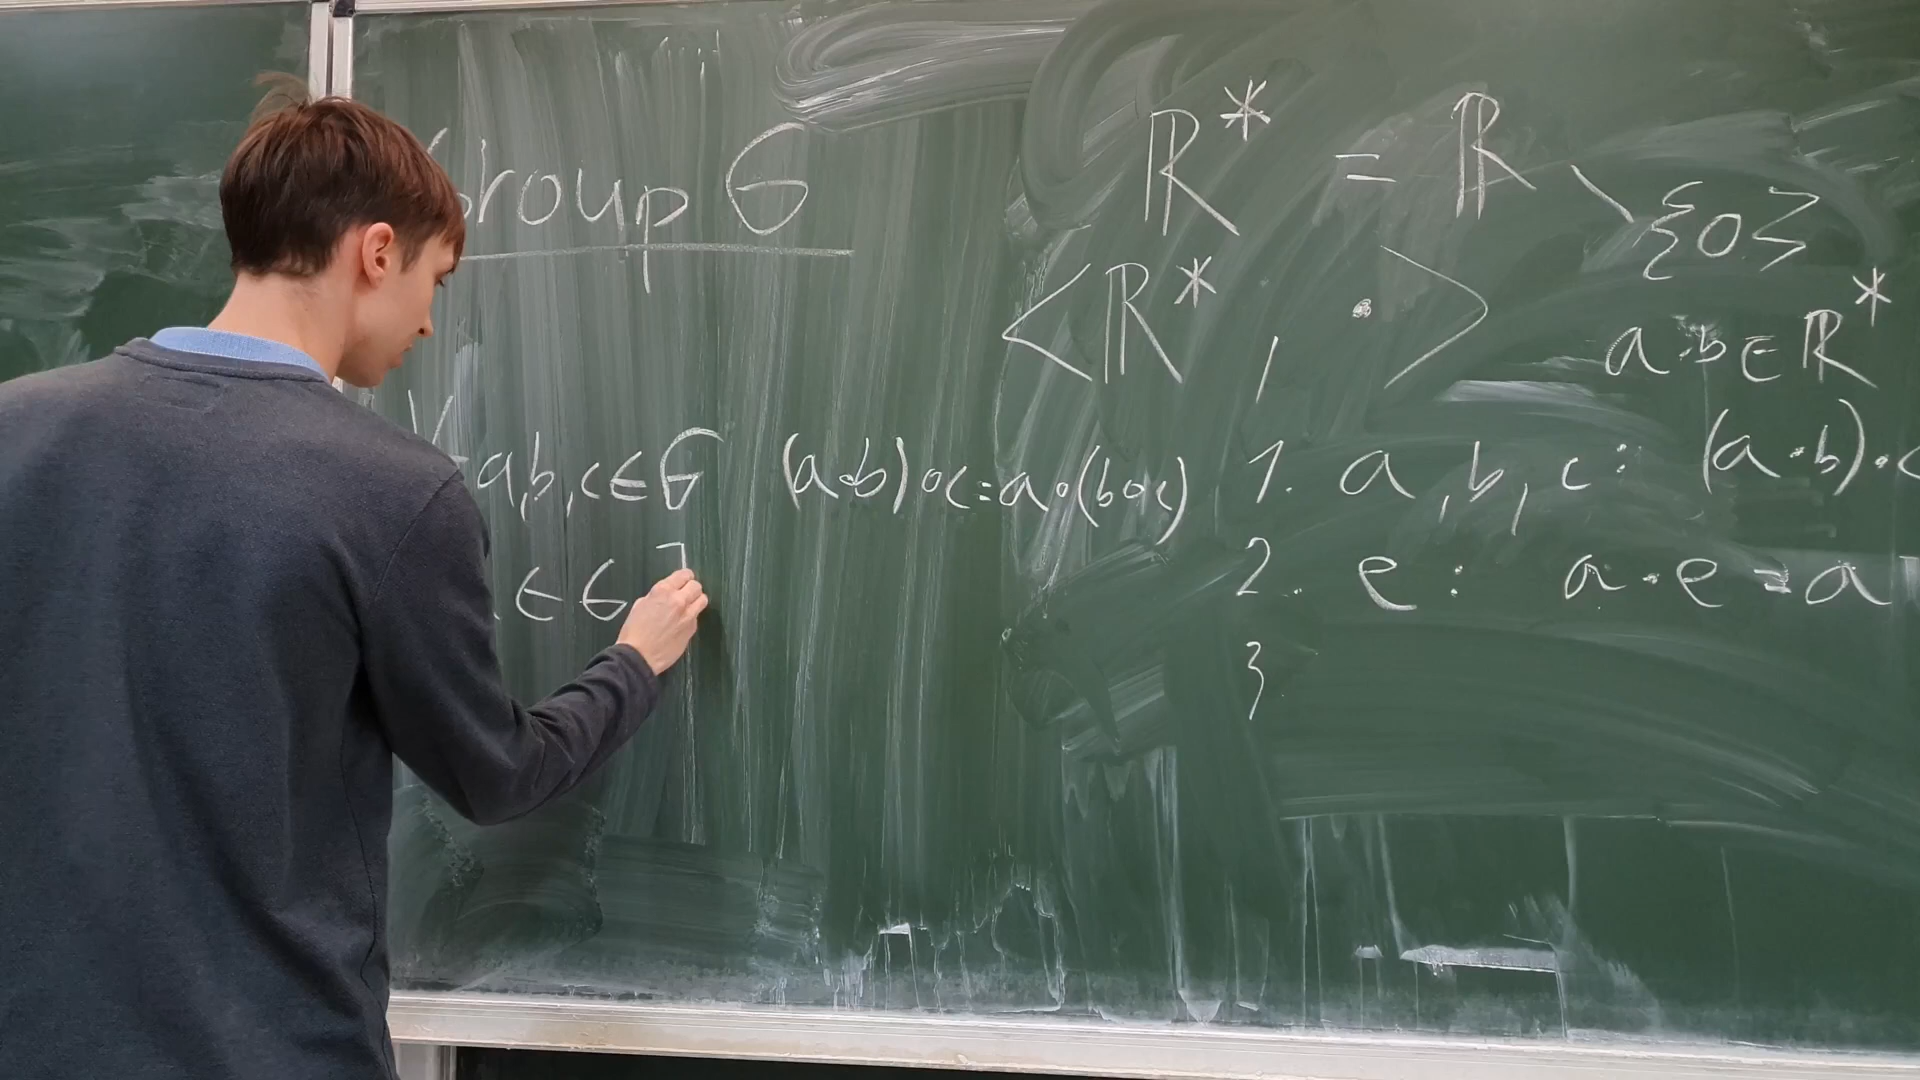 Group G
∀ a,b,c ∈ G (a∘b)∘c=a∘(b∘c)
∈ G
ℝ* = ℝ \ {0}
<ℝ*, ·>
a·b ∈ ℝ*
1. a,b,c: (a·b)·c
2. e: a·e=a
3